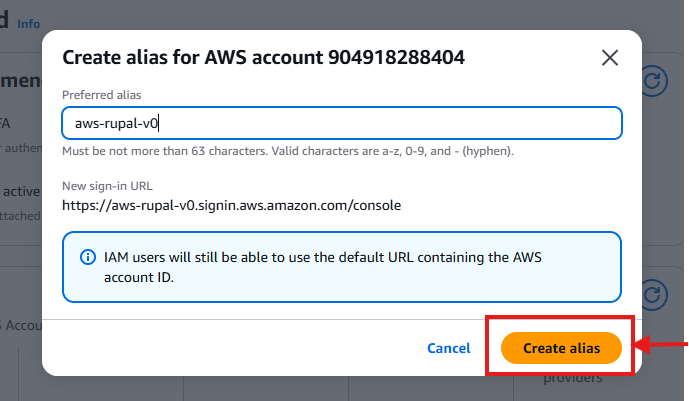 d Info
Create alias for AWS account 904918288404
Preferred alias
aws-rupal-v0
Must be not more than 63 characters. Valid characters are a-z, 0-9, and - (hyphen).
New sign-in URL
https://aws-rupal-v0.signin.aws.amazon.com/console
IAM users will still be able to use the default URL containing the AWS
account ID.
Cancel
Create alias
men
FA
r authen
active
ttached
S Accou
providers